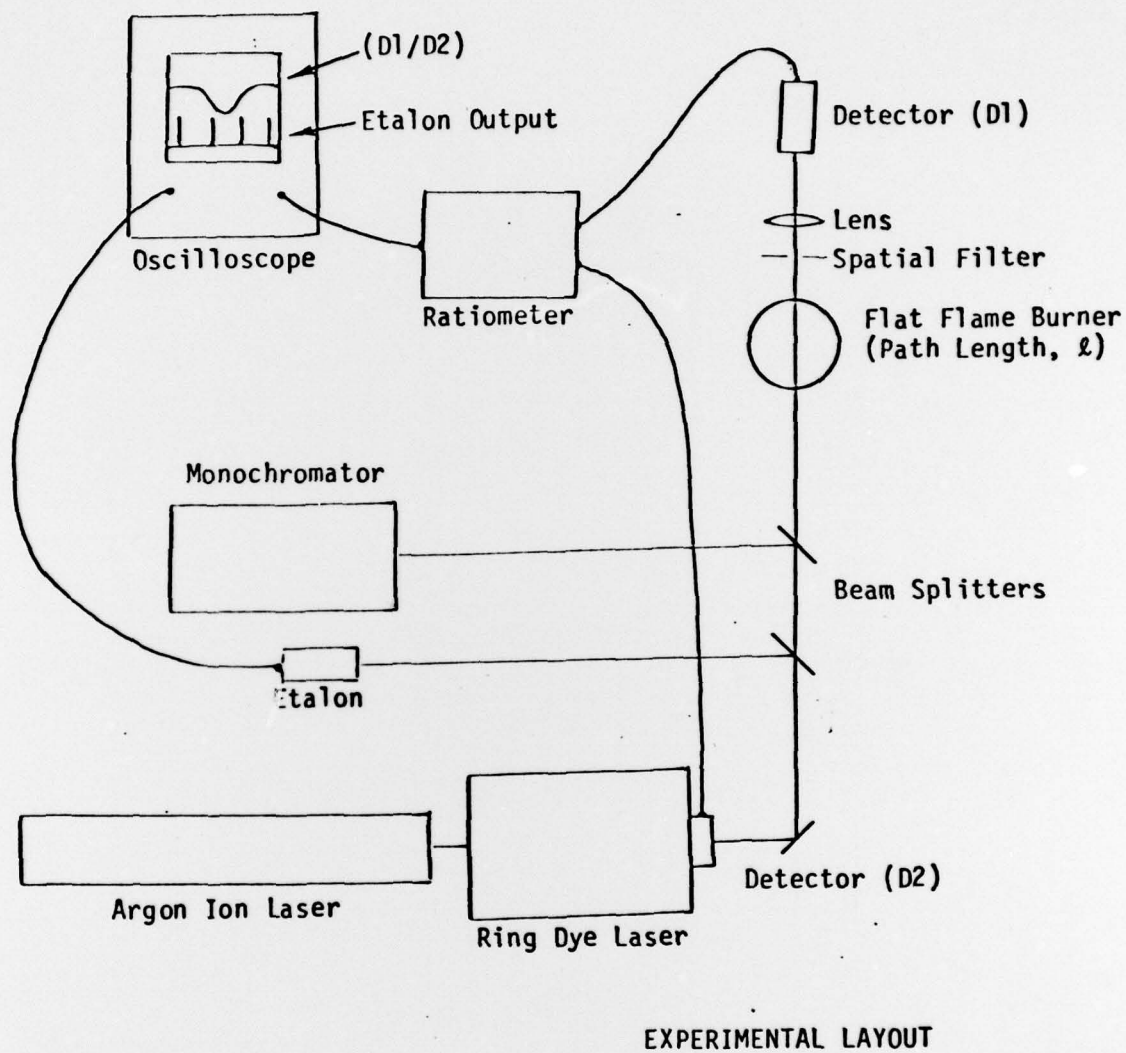 (D1/D2)
Etalon Output
Detector (D1)
Lens
Oscilloscope
Spatial Filter
Ratiometer
Flat Flame Burner
(Path Length, ℓ)
Monochromator
Beam Splitters
Etalon
Detector (D2)
Argon Ion Laser
Ring Dye Laser
EXPERIMENTAL LAYOUT